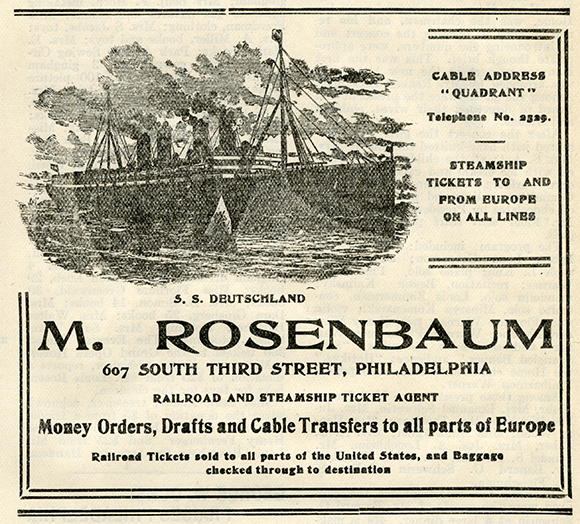 CABLE ADDRESS
"QUADRANT"
Telephone No. 2329.
STEAMSHIP
TICKETS TO AND
FROM EUROPE
ON ALL LINES
S. S. DEUTSCHLAND
M. ROSENBAUM
607 SOUTH THIRD STREET, PHILADELPHIA
RAILROAD AND STEAMSHIP TICKET AGENT
Money Orders, Drafts and Cable Transfers to all parts of Europe
Railroad Tickets sold to all parts of the United States, and Baggage
checked through to destination